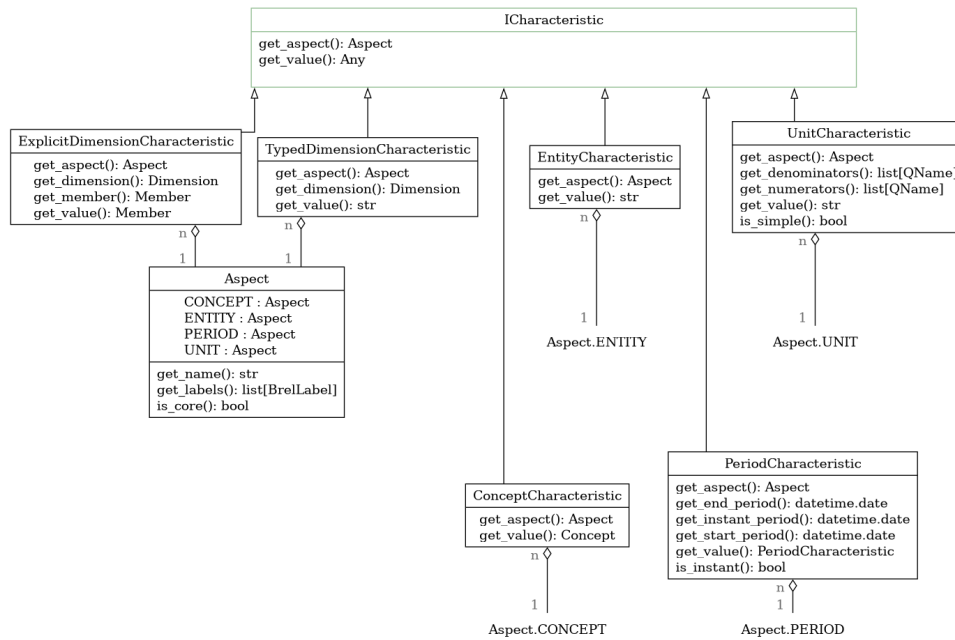 ICharacteristic
get_aspect(): Aspect
get_value(): Any
ExplicitDimensionCharacteristic
get_aspect(): Aspect
get_dimension(): Dimension
get_member(): Member
get_value(): Member
TypedDimensionCharacteristic
get_aspect(): Aspect
get_dimension(): Dimension
get_value(): str
EntityCharacteristic
get_aspect(): Aspect
get_value(): str
UnitCharacteristic
get_aspect(): Aspect
get_denominators(): list[QName]
get_numerators(): list[QName]
get_value(): str
is_simple(): bool
n
1
n
1
n
1
n
1
Aspect
CONCEPT : Aspect
ENTITY : Aspect
PERIOD : Aspect
UNIT : Aspect
get_name(): str
get_labels(): list[BrelLabel]
is_core(): bool
Aspect.ENTITY
Aspect.UNIT
ConceptCharacteristic
get_aspect(): Aspect
get_value(): Concept
n
1
Aspect.CONCEPT
PeriodCharacteristic
get_aspect(): Aspect
get_end_period(): datetime.date
get_instant_period(): datetime.date
get_start_period(): datetime.date
get_value(): PeriodCharacteristic
is_instant(): bool
n
1
Aspect.PERIOD